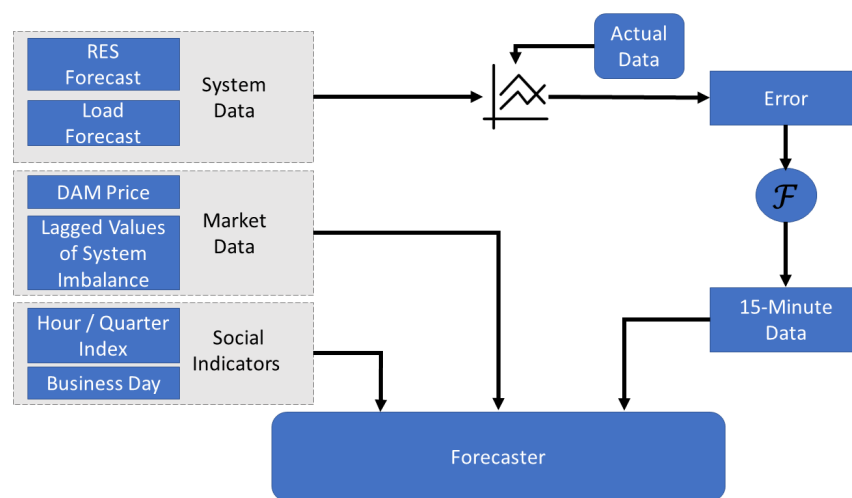 RES
Forecast
Load
Forecast
System
Data
Actual
Data
Error
ℱ
DAM Price
Lagged Values
of System
Imbalance
Market
Data
15-Minute
Data
Hour / Quarter
Index
Business Day
Social
Indicators
Forecaster